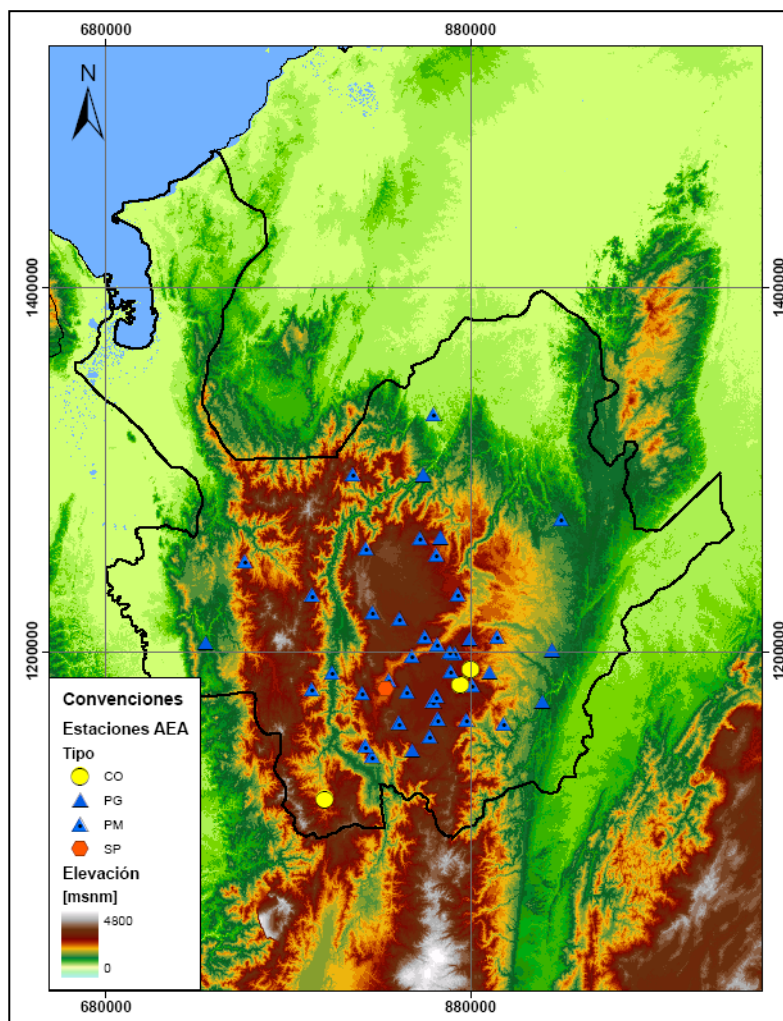 680000 880000
N
1400000 1400000
1200000 1200000
Convenciones
Estaciones AEA
Tipo
CO
PG
PM
SP
Elevación
[msnm]
4800
0
680000 880000